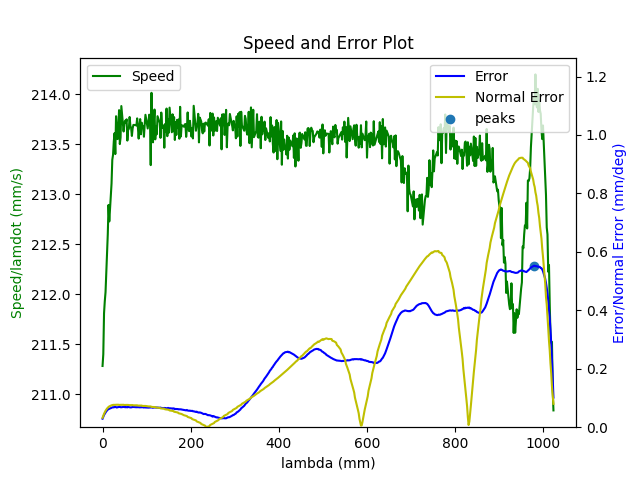 Speed and Error Plot
Speed
Error
Normal Error
peaks
214.0
213.5
213.0
212.5
212.0
211.5
211.0
Speed/lamdot (mm/s)
1.2
1.0
0.8
0.6
0.4
0.2
0.0
Error/Normal Error (mm/deg)
0
200
400
600
800
1000
lambda (mm)